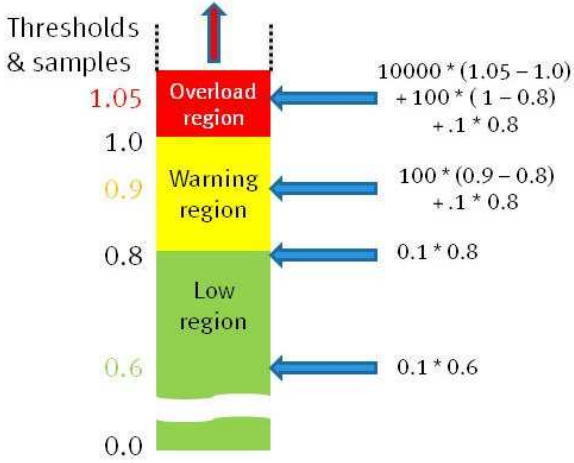 Thresholds
& samples
1.05
Overload
region
10000 * (1.05 – 1.0)
+ 100 * ( 1 – 0.8)
+ .1 * 0.8
1.0
0.9
Warning
region
100 * (0.9 – 0.8)
+ .1 * 0.8
0.8
0.1 * 0.8
Low
region
0.6
0.1 * 0.6
0.0